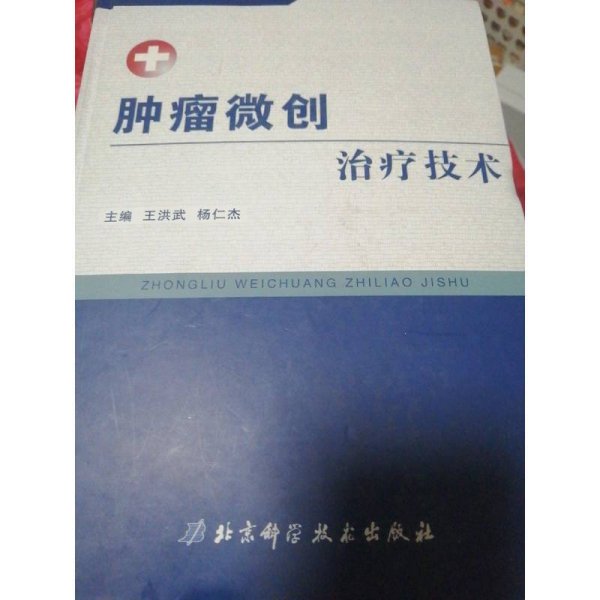 肿瘤微创
治疗技术
主编 王洪武 杨仁杰
ZHONGLIU WEICHUANG ZHILIAO JISHU
北京科学技术出版社